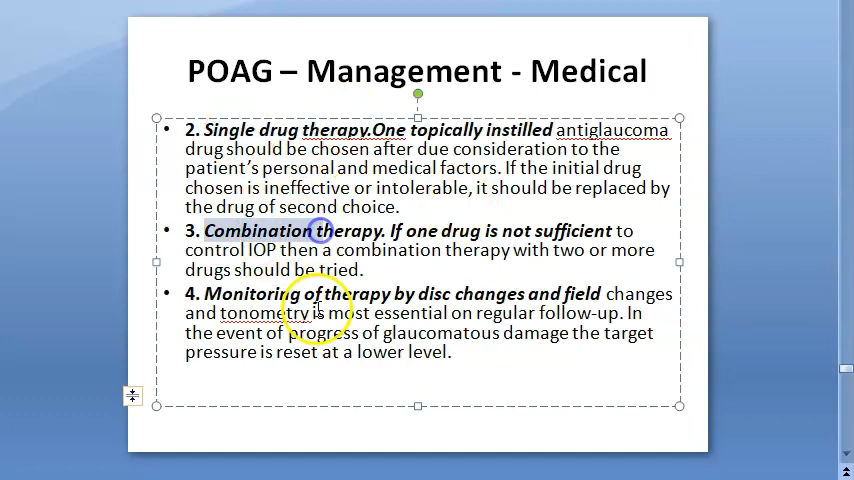 POAG – Management - Medical
• 2. Single drug therapy.One topically instilled antiglaucoma
drug should be chosen after due consideration to the
patient's personal and medical factors. If the initial drug
chosen is ineffective or intolerable, it should be replaced by
the drug of second choice.
• 3. Combination therapy. If one drug is not sufficient to
control IOP then a combination therapy with two or more
drugs should be tried.
• 4. Monitoring of therapy by disc changes and field changes
and tonometry is most essential on regular follow-up. In
the event of progress of glaucomatous damage the target
pressure is reset at a lower level.